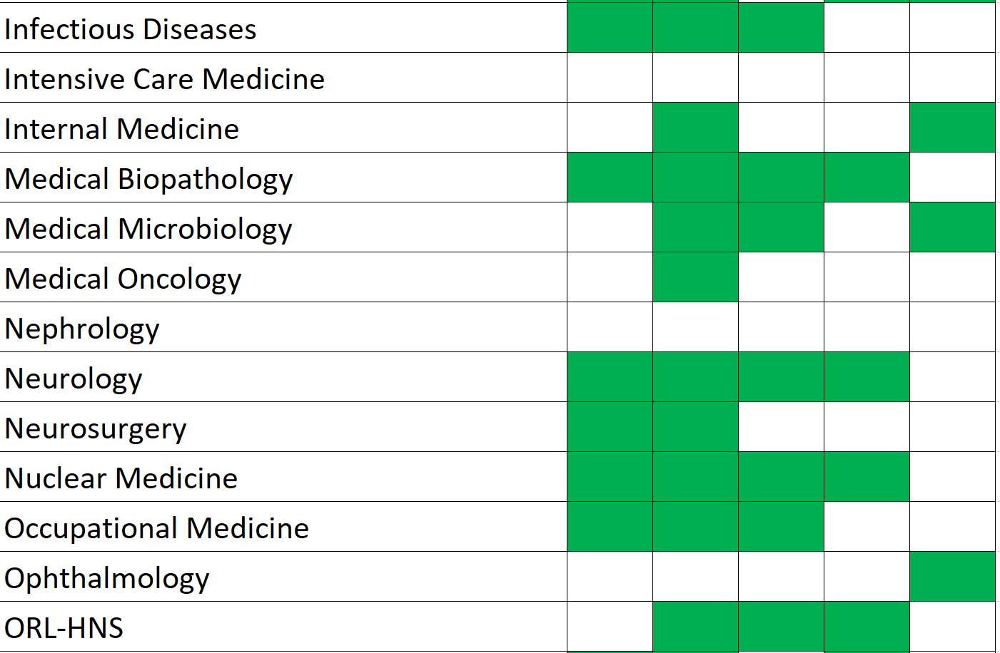 Infectious Diseases
Intensive Care Medicine
Internal Medicine
Medical Biopathology
Medical Microbiology
Medical Oncology
Nephrology
Neurology
Neurosurgery
Nuclear Medicine
Occupational Medicine
Ophthalmology
ORL-HNS